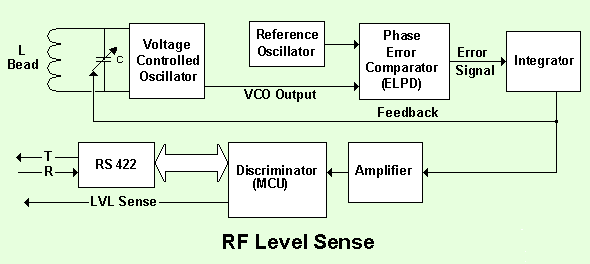 L
Bead
C
Voltage
Controlled
Oscillator
Reference
Oscillator
Phase
Error
Comparator
(ELPD)
Error
Signal
Integrator
VCO Output
Feedback
T
R
RS 422
Discriminator
(MCU)
Amplifier
LVL Sense
RF Level Sense